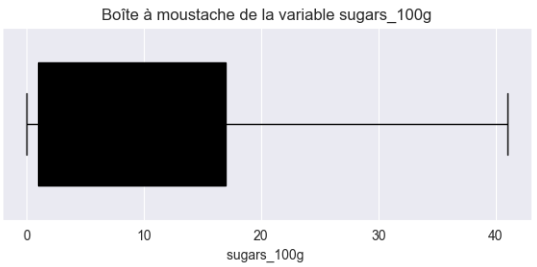 Boîte à moustache de la variable sugars_100g
0 10 20 30 40
sugars_100g